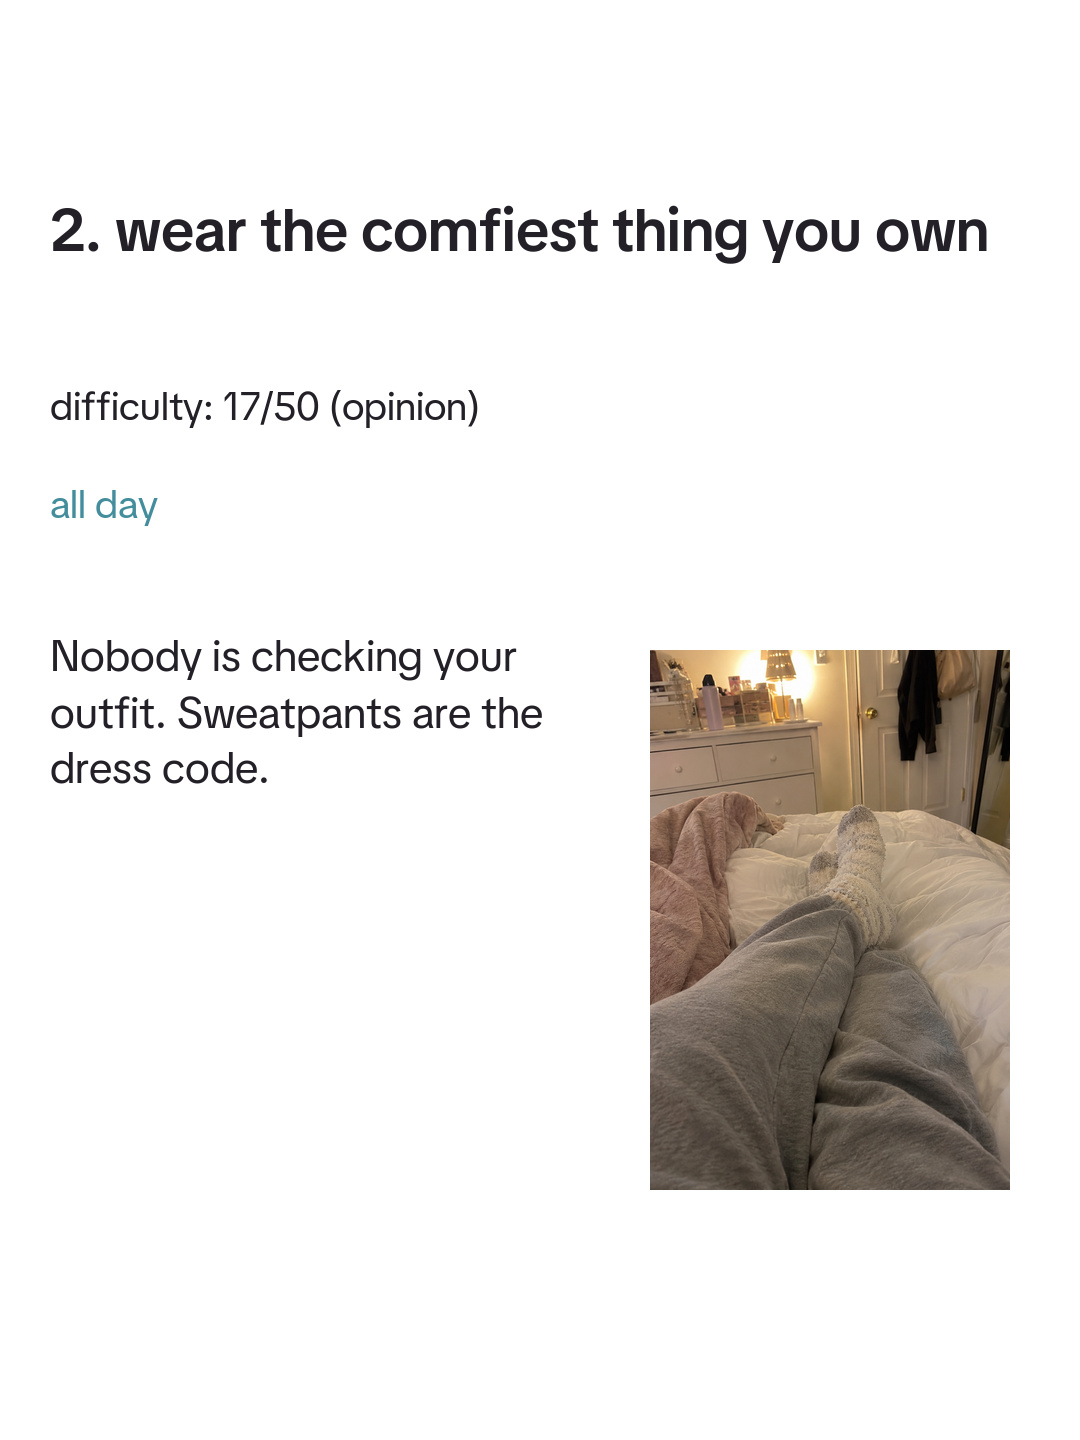 2. wear the comfiest thing you own
difficulty: 17/50 (opinion)
all day
Nobody is checking your
outfit. Sweatpants are the
dress code.